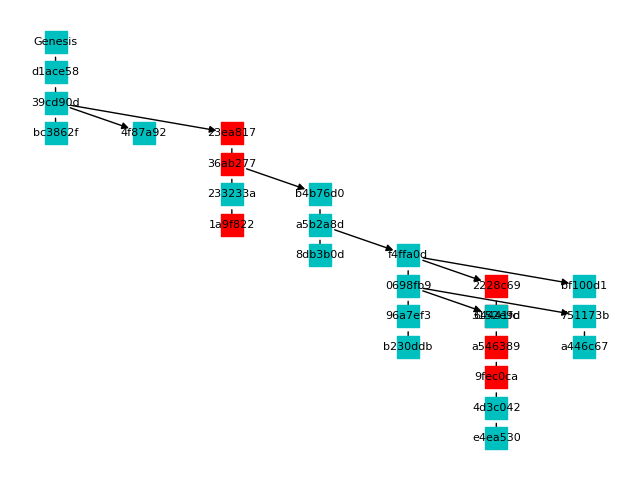 Genesis
d1ace58
39cd90d
bc3862f
4f87a92
23ea817
36ab277
233233a
b4b76d0
1a9f822
a5b2a8d
8db3b0d
f4ffa0d
0698fb9
2228c69
bf100d1
96a7ef3
751173b
b230ddb
a546389
a446c67
9fec0ca
4d3c042
e4ea530